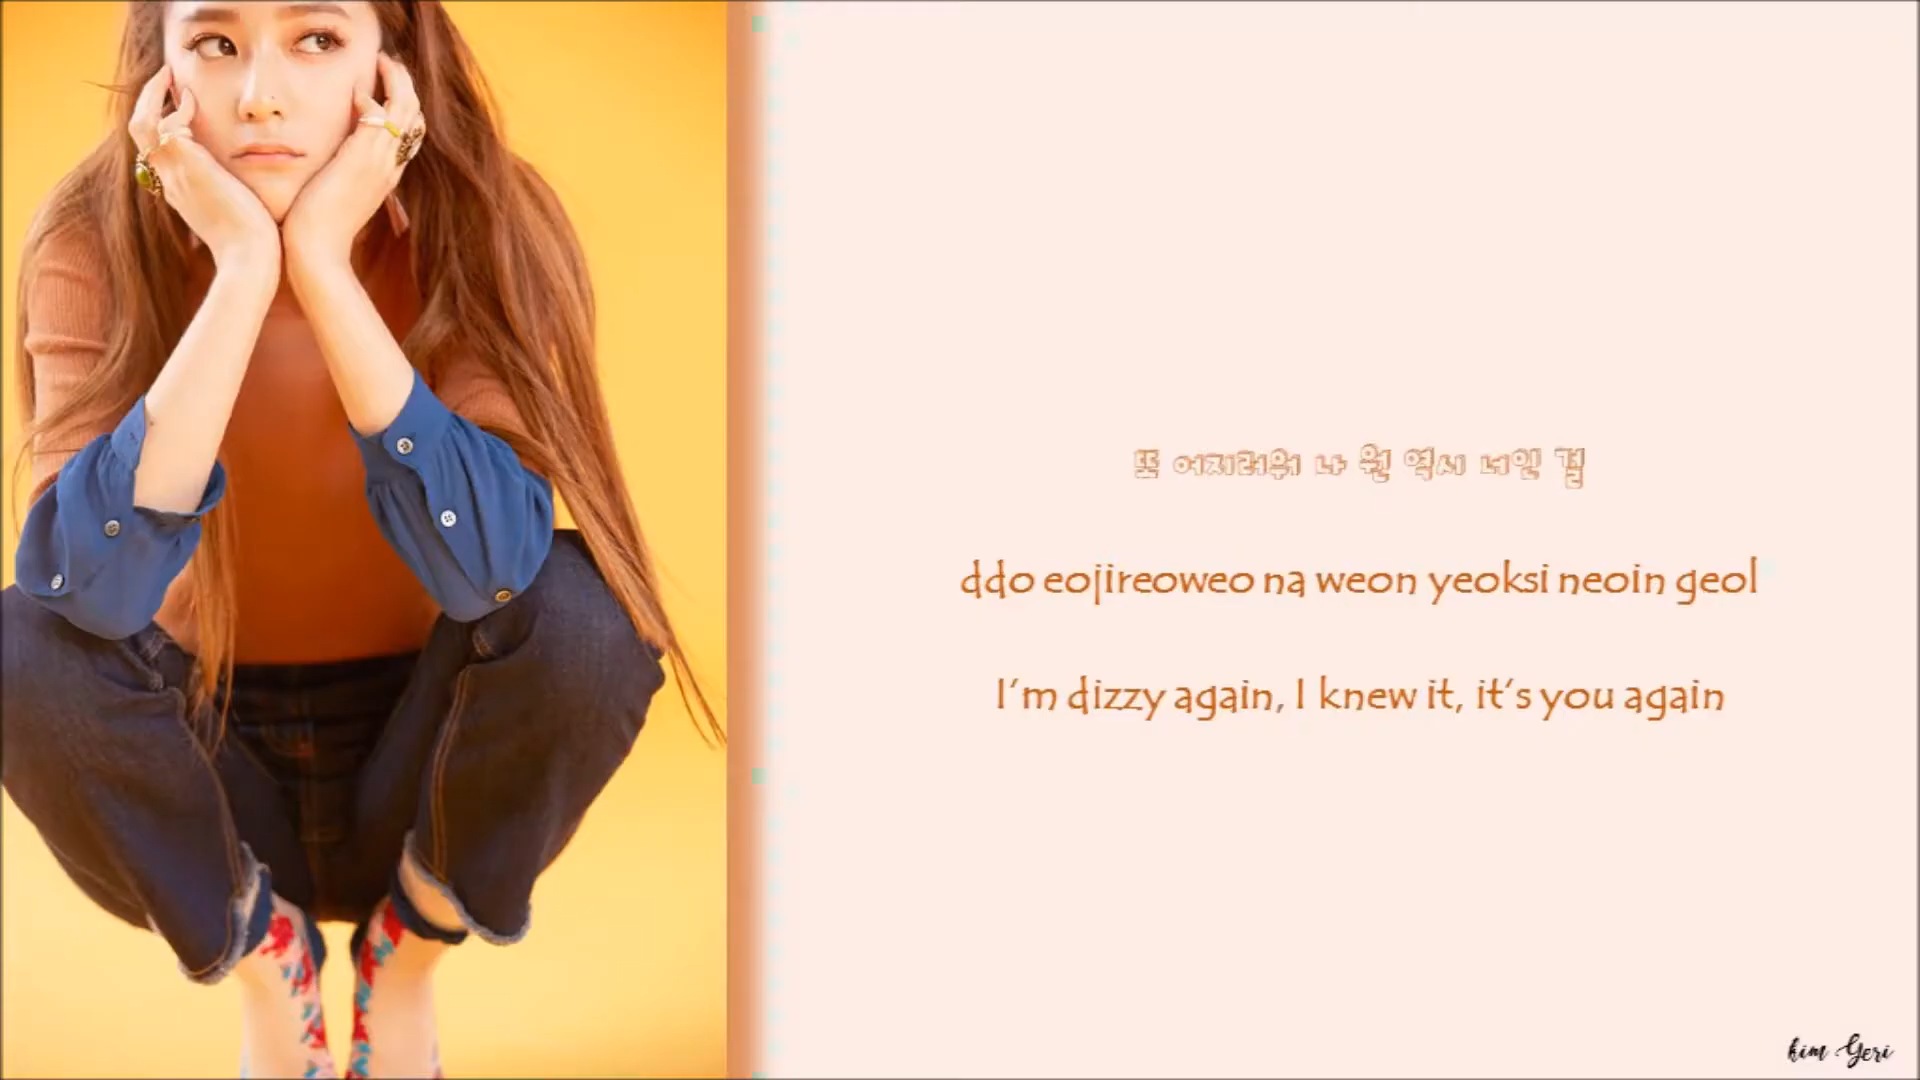 또 어지러워 나 원 역시 너인 걸
ddo eojireoweo na weon yeoksi neoin geol
I'm dizzy again, I knew it, it's you again
kim Geri